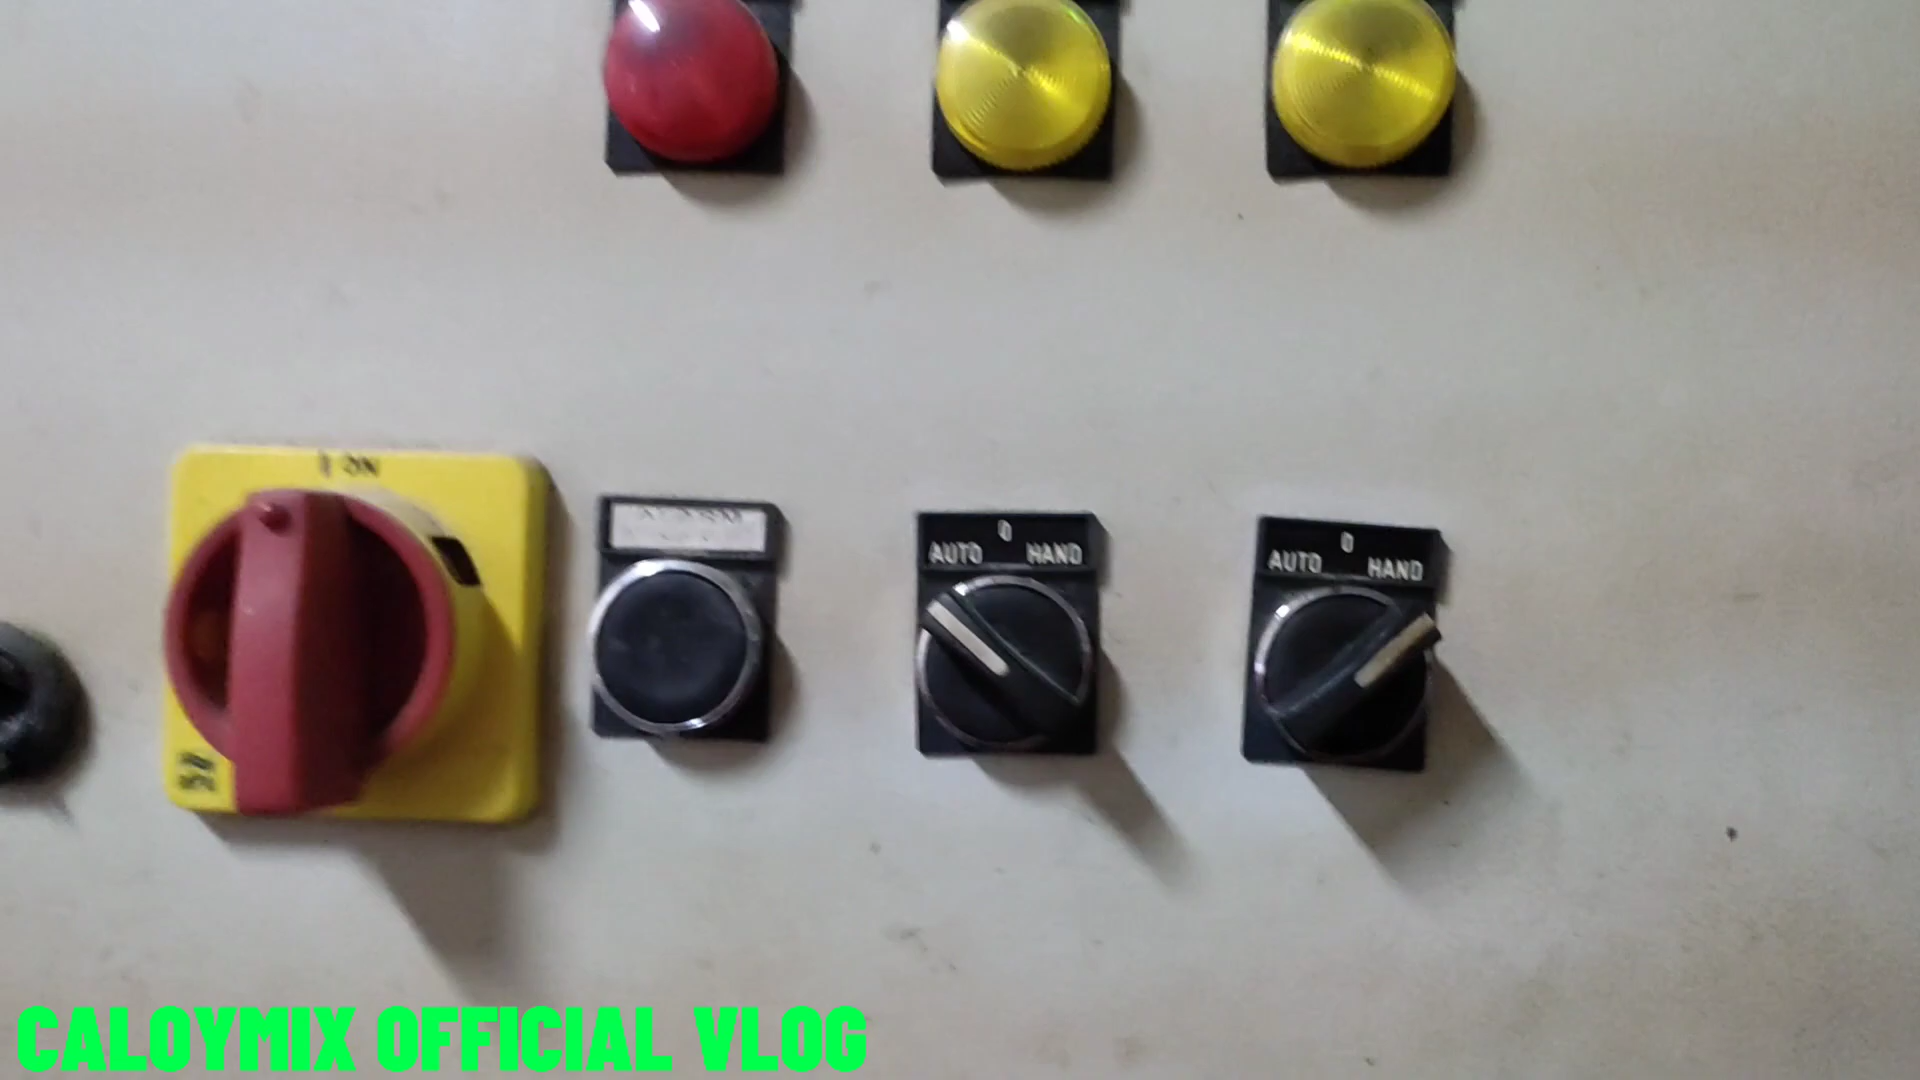 I ON
0
AUTO HAND
0
AUTO HAND
CALOYMIX OFFICIAL VLOG